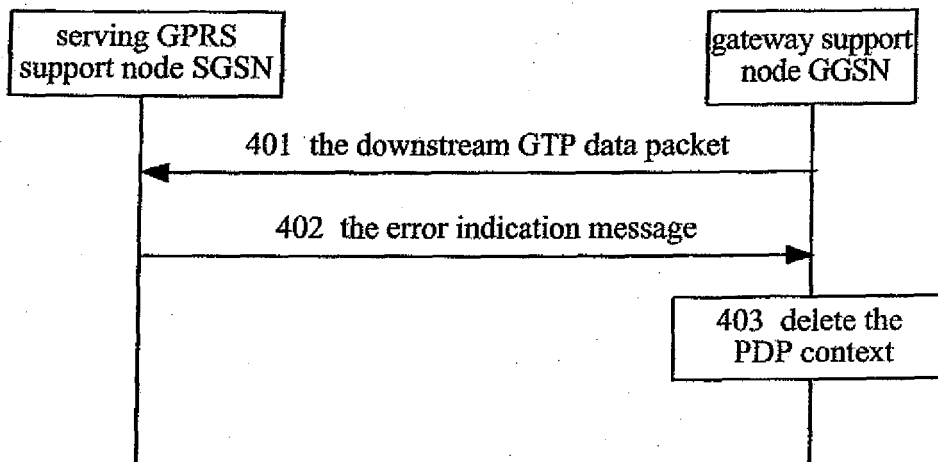 serving GPRS
support node SGSN
gateway support
node GGSN
401 the downstream GTP data packet
402 the error indication message
403 delete the
PDP context